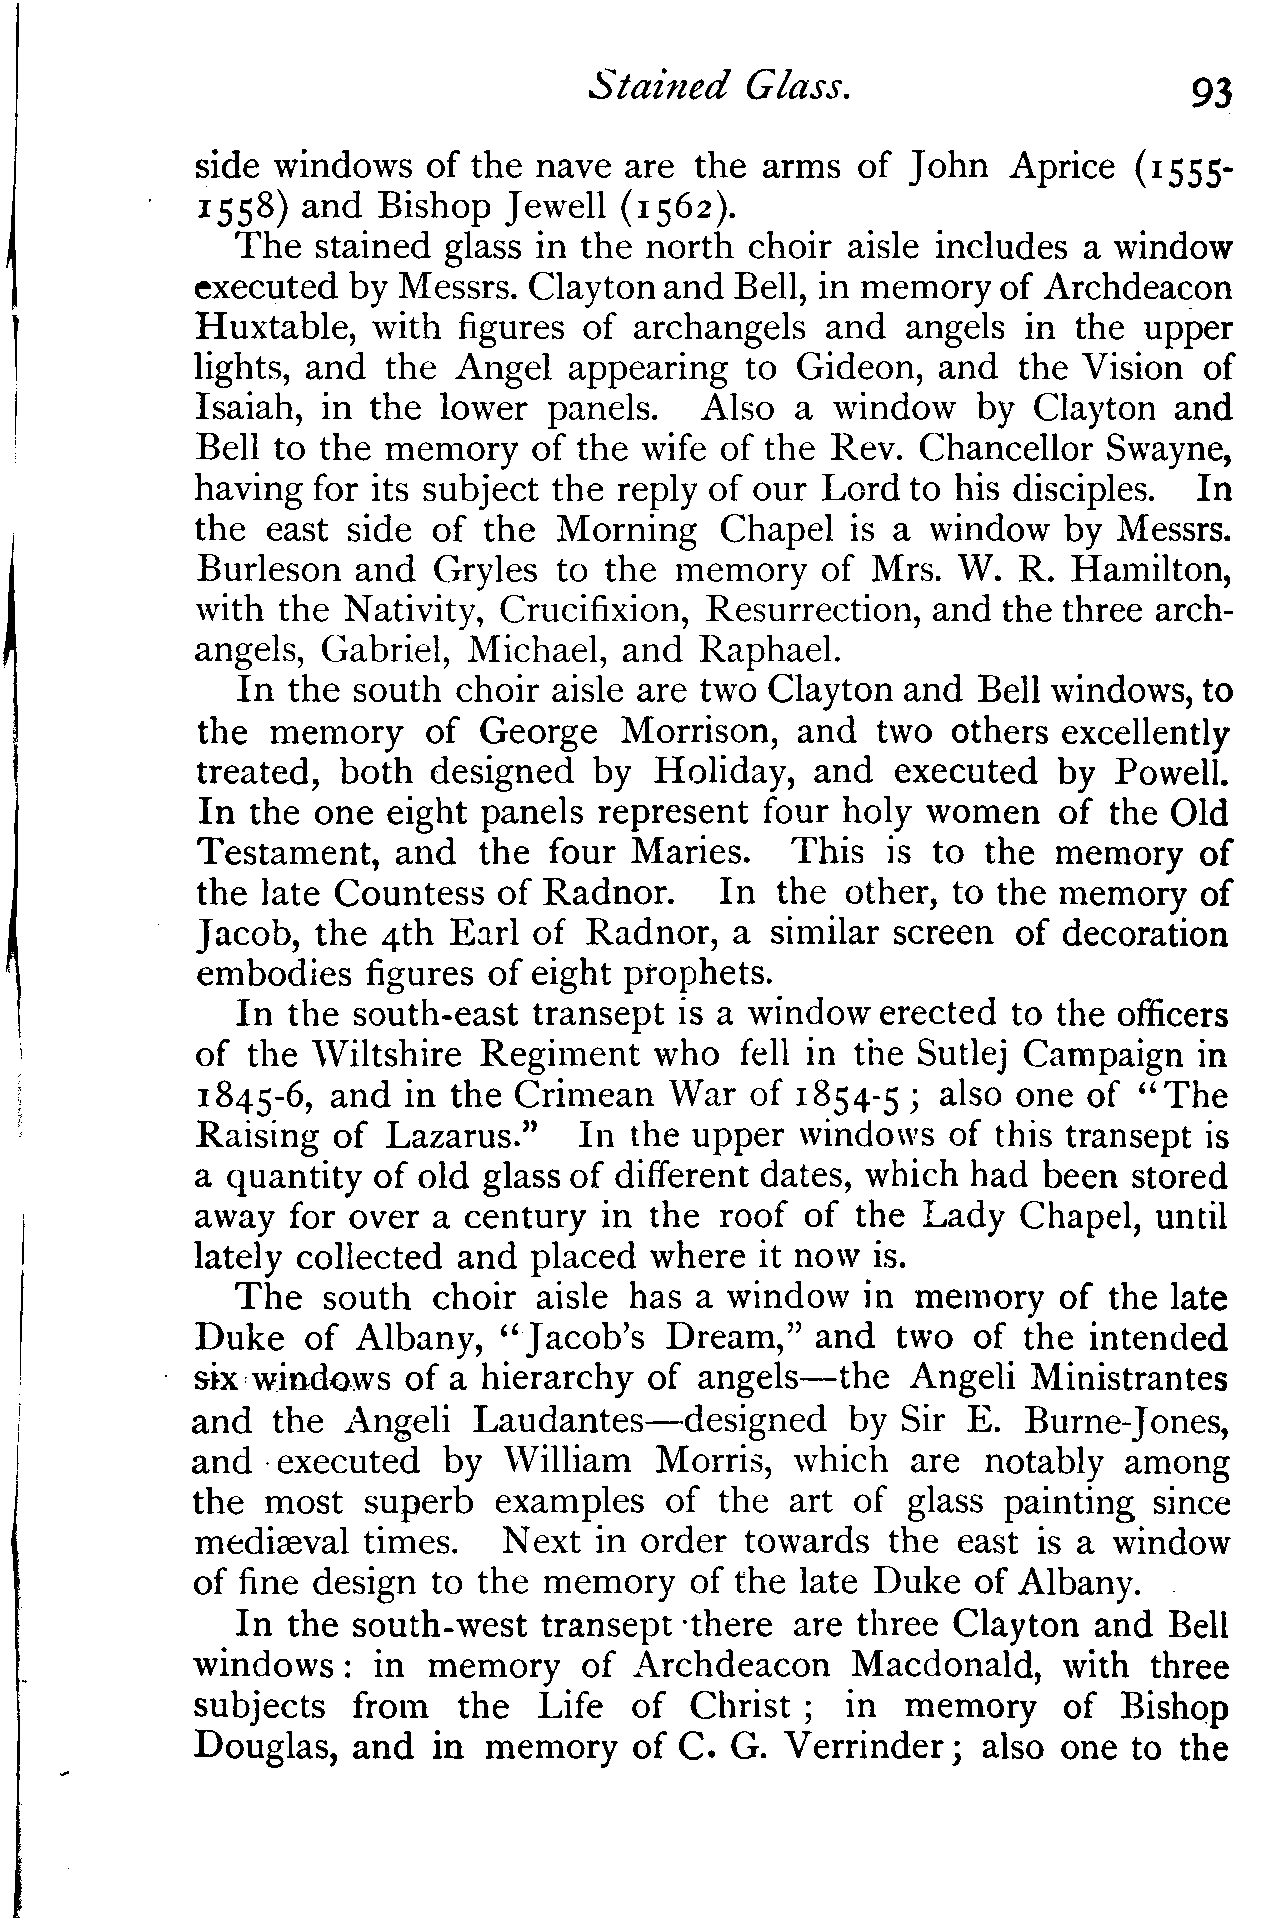 Stained Glass. 93
side windows of the nave are the arms of John Aprice (1555-
1558) and Bishop Jewell (1562).
The stained glass in the north choir aisle includes a window
executed by Messrs. Clayton and Bell, in memory of Archdeacon
Huxtable, with figures of archangels and angels in the upper
lights, and the Angel appearing to Gideon, and the Vision of
Isaiah, in the lower panels. Also a window by Clayton and
Bell to the memory of the wife of the Rev. Chancellor Swayne,
having for its subject the reply of our Lord to his disciples. In
the east side of the Morning Chapel is a window by Messrs.
Burleson and Gryles to the memory of Mrs. W. R. Hamilton,
with the Nativity, Crucifixion, Resurrection, and the three arch-
angels, Gabriel, Michael, and Raphael.
In the south choir aisle are two Clayton and Bell windows, to
the memory of George Morrison, and two others excellently
treated, both designed by Holiday, and executed by Powell.
In the one eight panels represent four holy women of the Old
Testament, and the four Maries. This is to the memory of
the late Countess of Radnor. In the other, to the memory of
Jacob, the 4th Earl of Radnor, a similar screen of decoration
embodies figures of eight prophets.
In the south-east transept is a window erected to the officers
of the Wiltshire Regiment who fell in the Sutlej Campaign in
1845-6, and in the Crimean War of 1854-5 ; also one of “The
Raising of Lazarus.” In the upper windows of this transept is
a quantity of old glass of different dates, which had been stored
away for over a century in the roof of the Lady Chapel, until
lately collected and placed where it now is.
The south choir aisle has a window in memory of the late
Duke of Albany, “Jacob’s Dream,” and two of the intended
six windows of a hierarchy of angels—the Angeli Ministrantes
and the Angeli Laudantes—designed by Sir E. Burne-Jones,
and executed by William Morris, which are notably among
the most superb examples of the art of glass painting since
mediæval times. Next in order towards the east is a window
of fine design to the memory of the late Duke of Albany.
In the south-west transept there are three Clayton and Bell
windows : in memory of Archdeacon Macdonald, with three
subjects from the Life of Christ ; in memory of Bishop
Douglas, and in memory of C. G. Verrinder ; also one to the